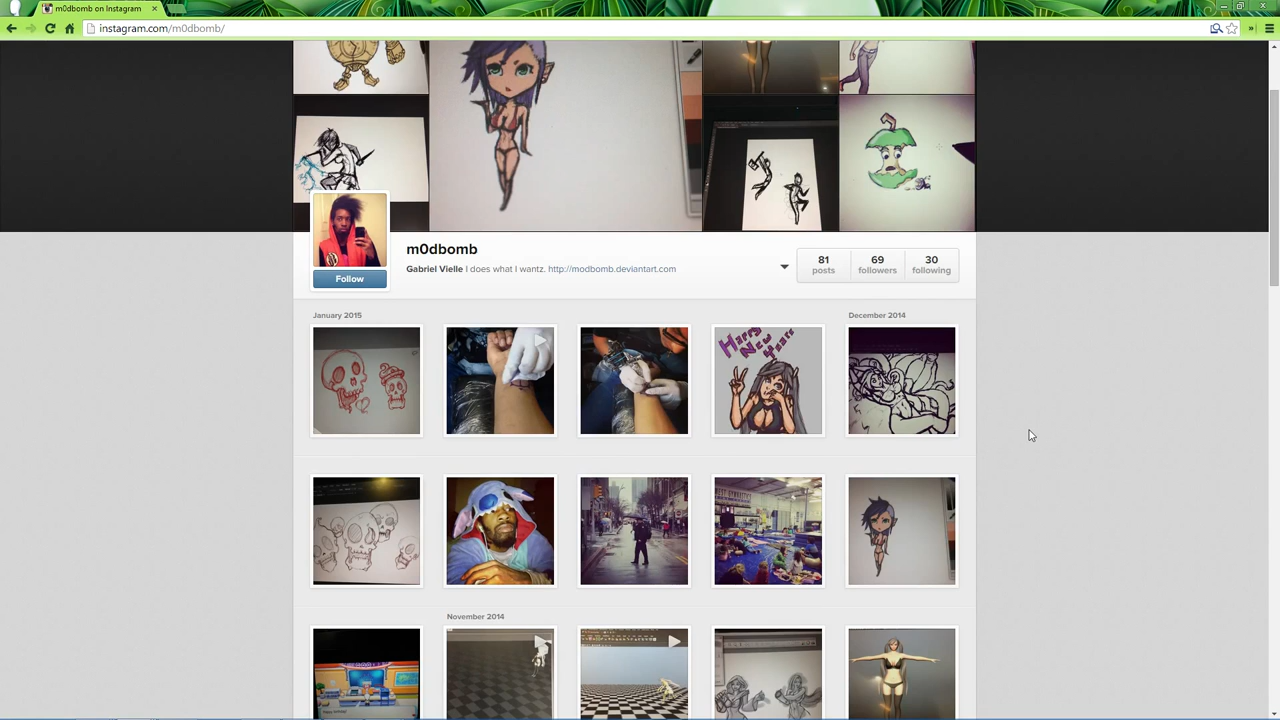 m0dbomb on Instagram
instagram.com/m0dbomb/
m0dbomb
Gabriel Vielle I does what I wantz. http://modbomb.deviantart.com
Follow
81 posts
69 followers
30 following
January 2015
December 2014
Happy New Years
November 2014